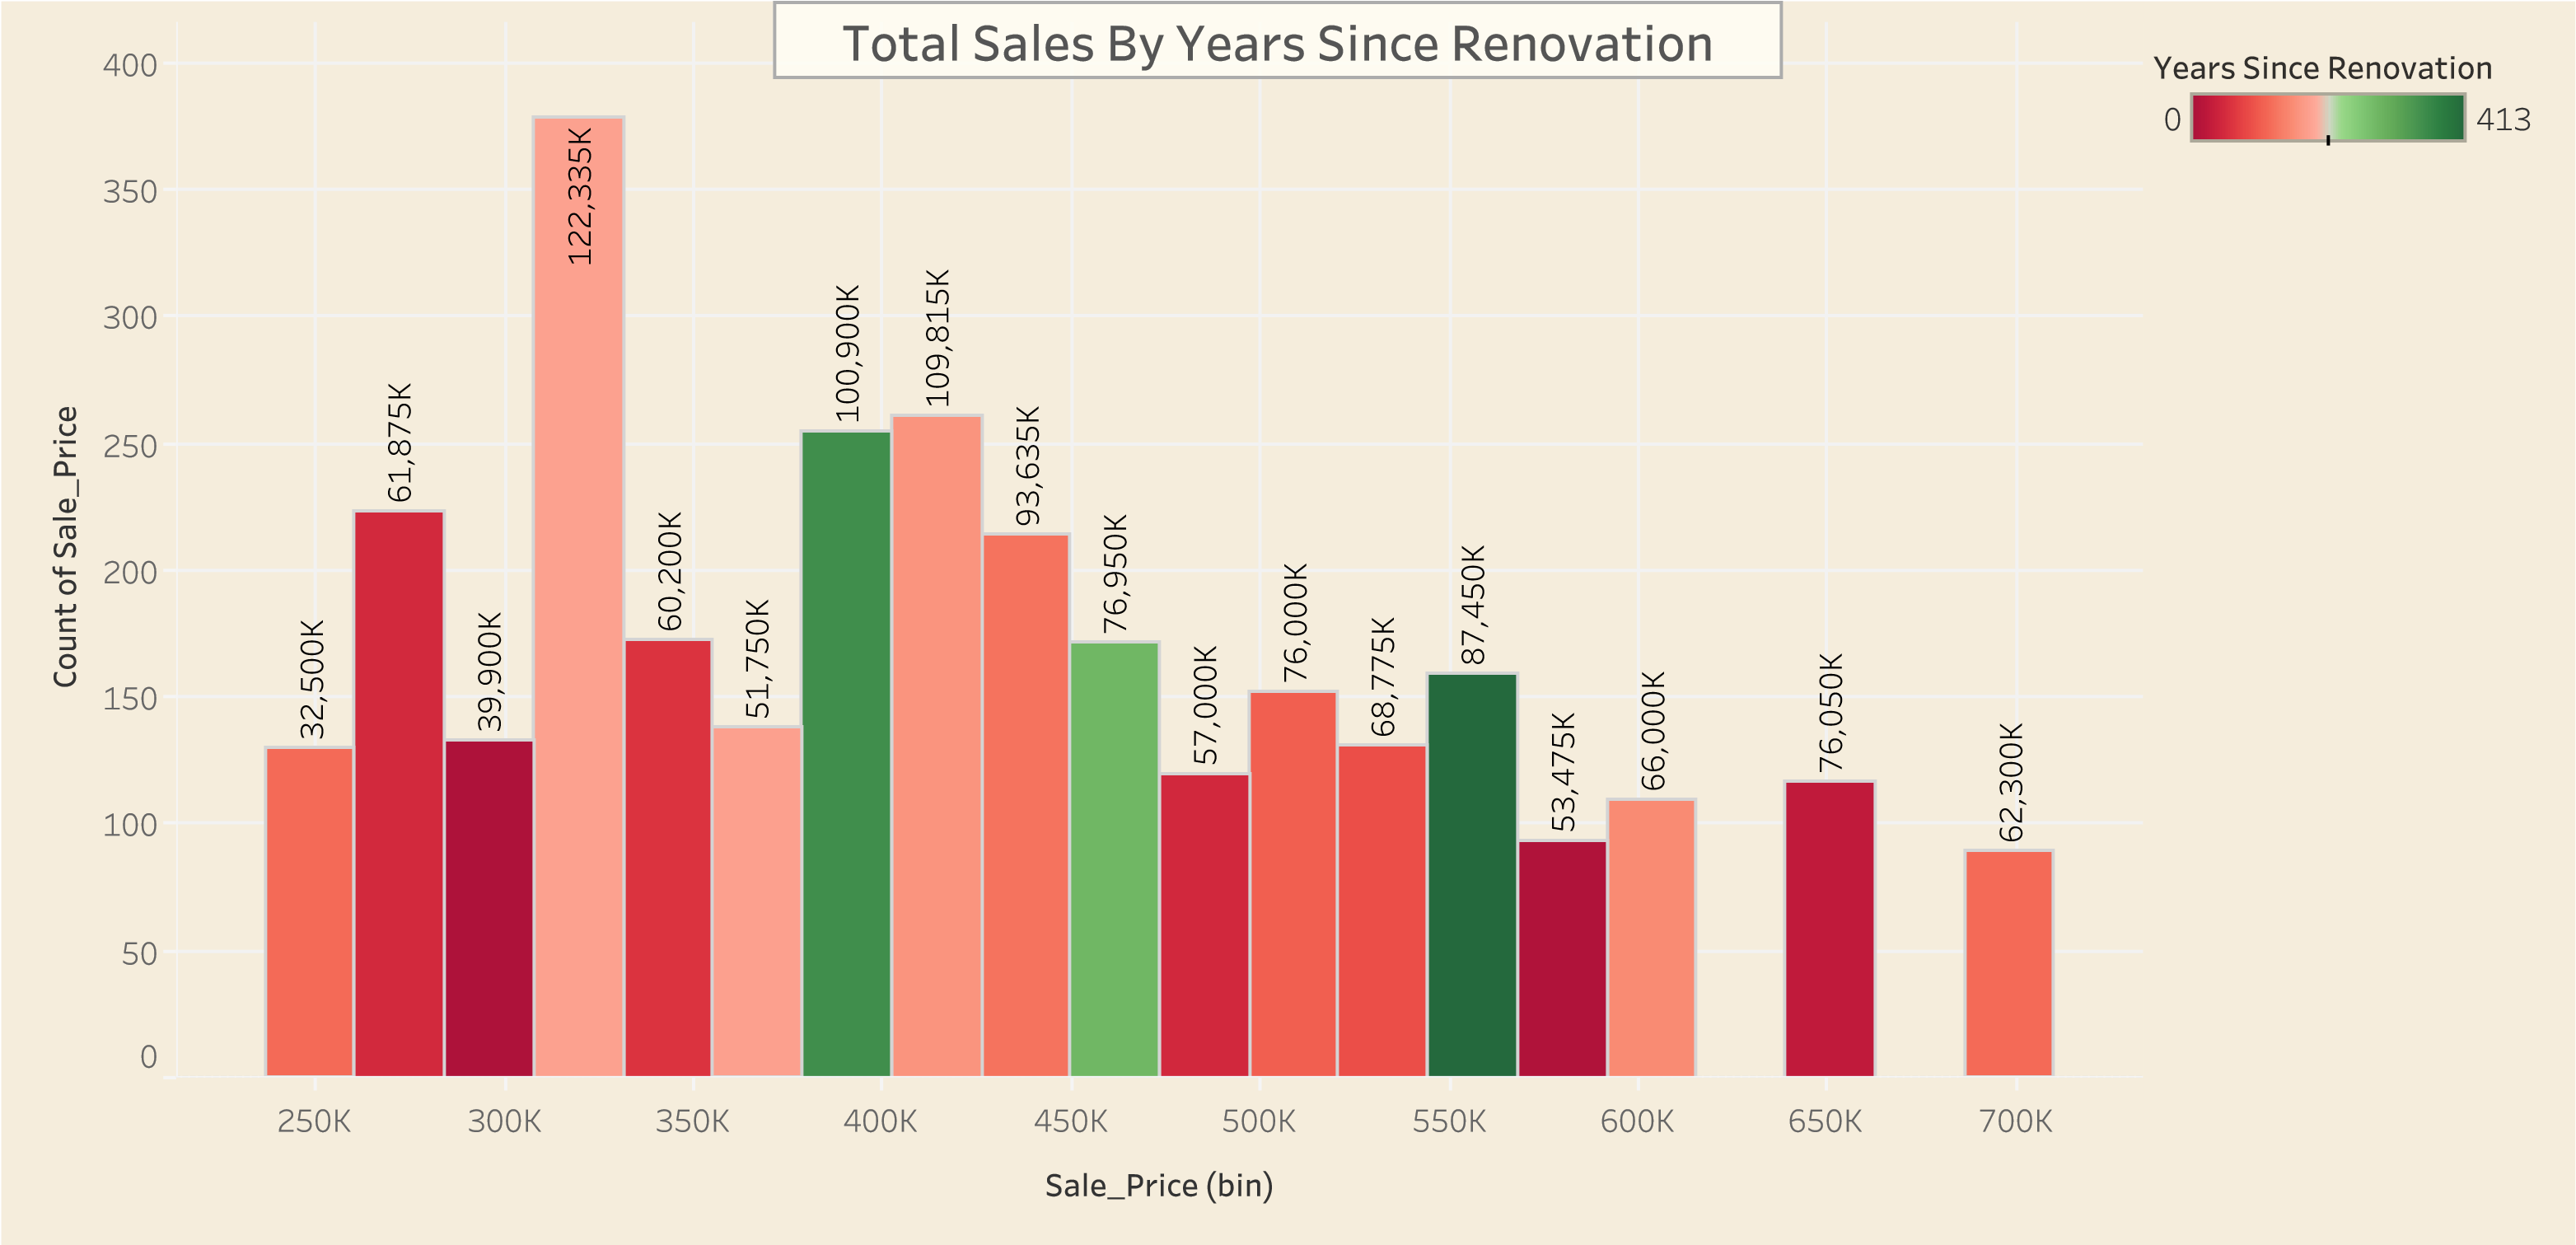 Total Sales By Years Since Renovation
Years Since Renovation
0
413
Count of Sale_Price
400
350
300
250
200
150
100
50
0
32,500K
61,875K
39,900K
122,335K
60,200K
51,750K
100,900K
109,815K
93,635K
76,950K
57,000K
76,000K
68,775K
87,450K
53,475K
66,000K
76,050K
62,300K
250K
300K
350K
400K
450K
500K
550K
600K
650K
700K
Sale_Price (bin)